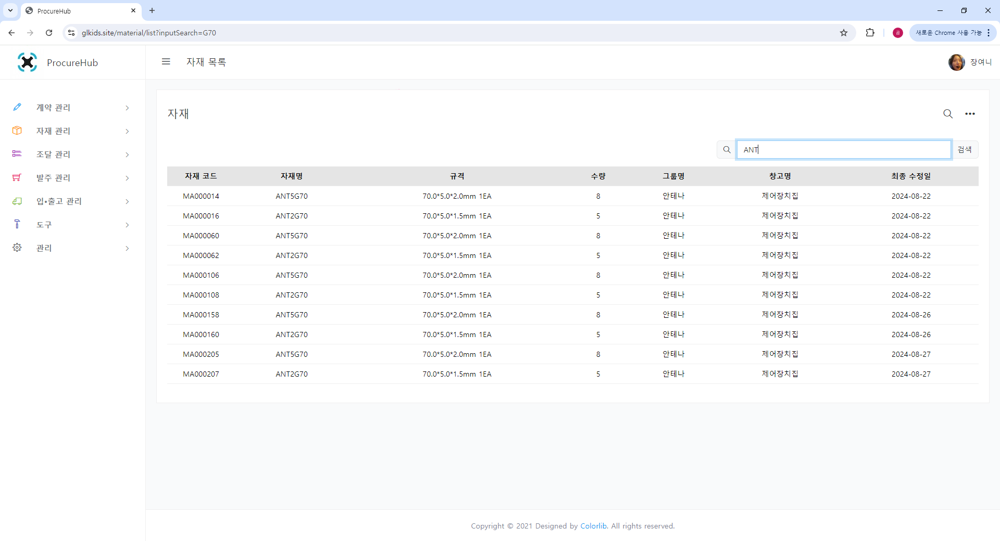 ProcureHub
glkids.site/material/list?inputSearch=G70
곰
새로운 Chrome 사용 가능
ProcureHub
자재 목록
장여니
계약 관리
자재 관리
조달 관리
발주 관리
입•출고 관리
도구
관리
자재
ANT
검색
자재 코드 자재명 규격 수량 그룹명 창고명 최종 수정일
MA000014 ANT5G70 70.0*5.0*2.0mm 1EA 8 안테나 제어장치집 2024-08-22
MA000016 ANT2G70 70.0*5.0*1.5mm 1EA 5 안테나 제어장치집 2024-08-22
MA000060 ANT5G70 70.0*5.0*2.0mm 1EA 8 안테나 제어장치집 2024-08-22
MA000062 ANT2G70 70.0*5.0*1.5mm 1EA 5 안테나 제어장치집 2024-08-22
MA000106 ANT5G70 70.0*5.0*2.0mm 1EA 8 안테나 제어장치집 2024-08-22
MA000108 ANT2G70 70.0*5.0*1.5mm 1EA 5 안테나 제어장치집 2024-08-22
MA000158 ANT5G70 70.0*5.0*2.0mm 1EA 8 안테나 제어장치집 2024-08-26
MA000160 ANT2G70 70.0*5.0*1.5mm 1EA 5 안테나 제어장치집 2024-08-26
MA000205 ANT5G70 70.0*5.0*2.0mm 1EA 8 안테나 제어장치집 2024-08-27
MA000207 ANT2G70 70.0*5.0*1.5mm 1EA 5 안테나 제어장치집 2024-08-27
Copyright © 2021 Designed by Colorlib. All rights reserved.